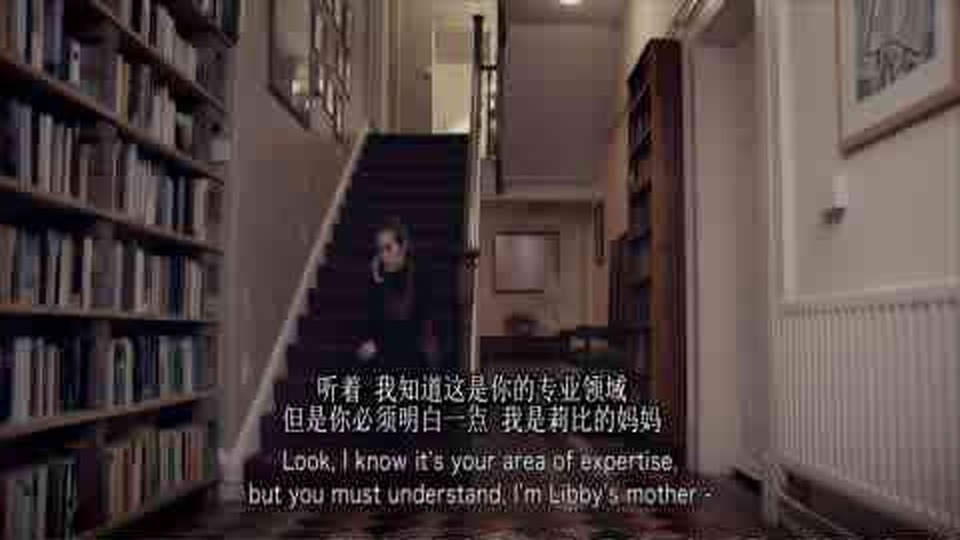 听着 我知道这是你的专业领域
但是你必须明白一点 我是莉比的妈妈
Look, I know it's your area of expertise,
but you must understand, I'm Libby's mother -